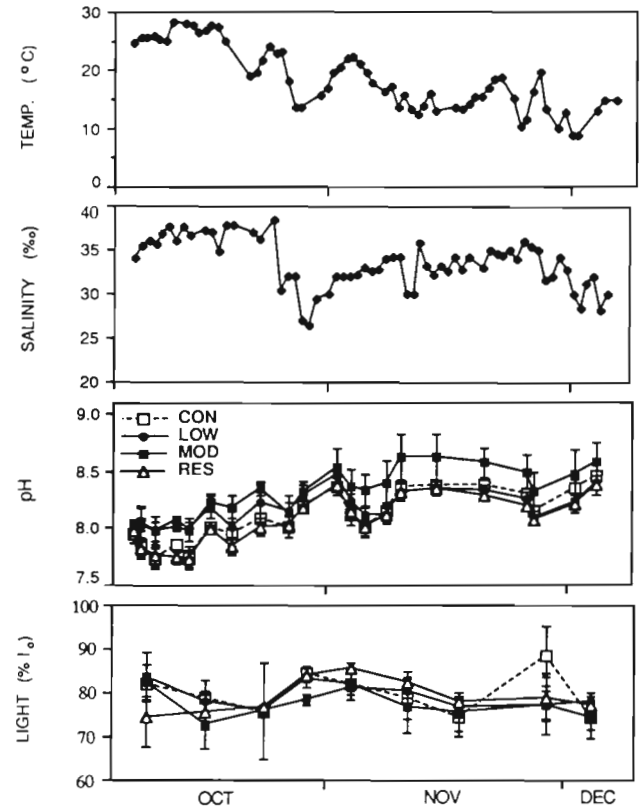 30
20
10
0
TEMP. (°C)
40
35
30
25
20
SALINITY (‰)
9.0
8.5
8.0
7.5
pH
CON
LOW
MOD
RES
100
90
80
70
60
LIGHT (% I₀)
OCT NOV DEC